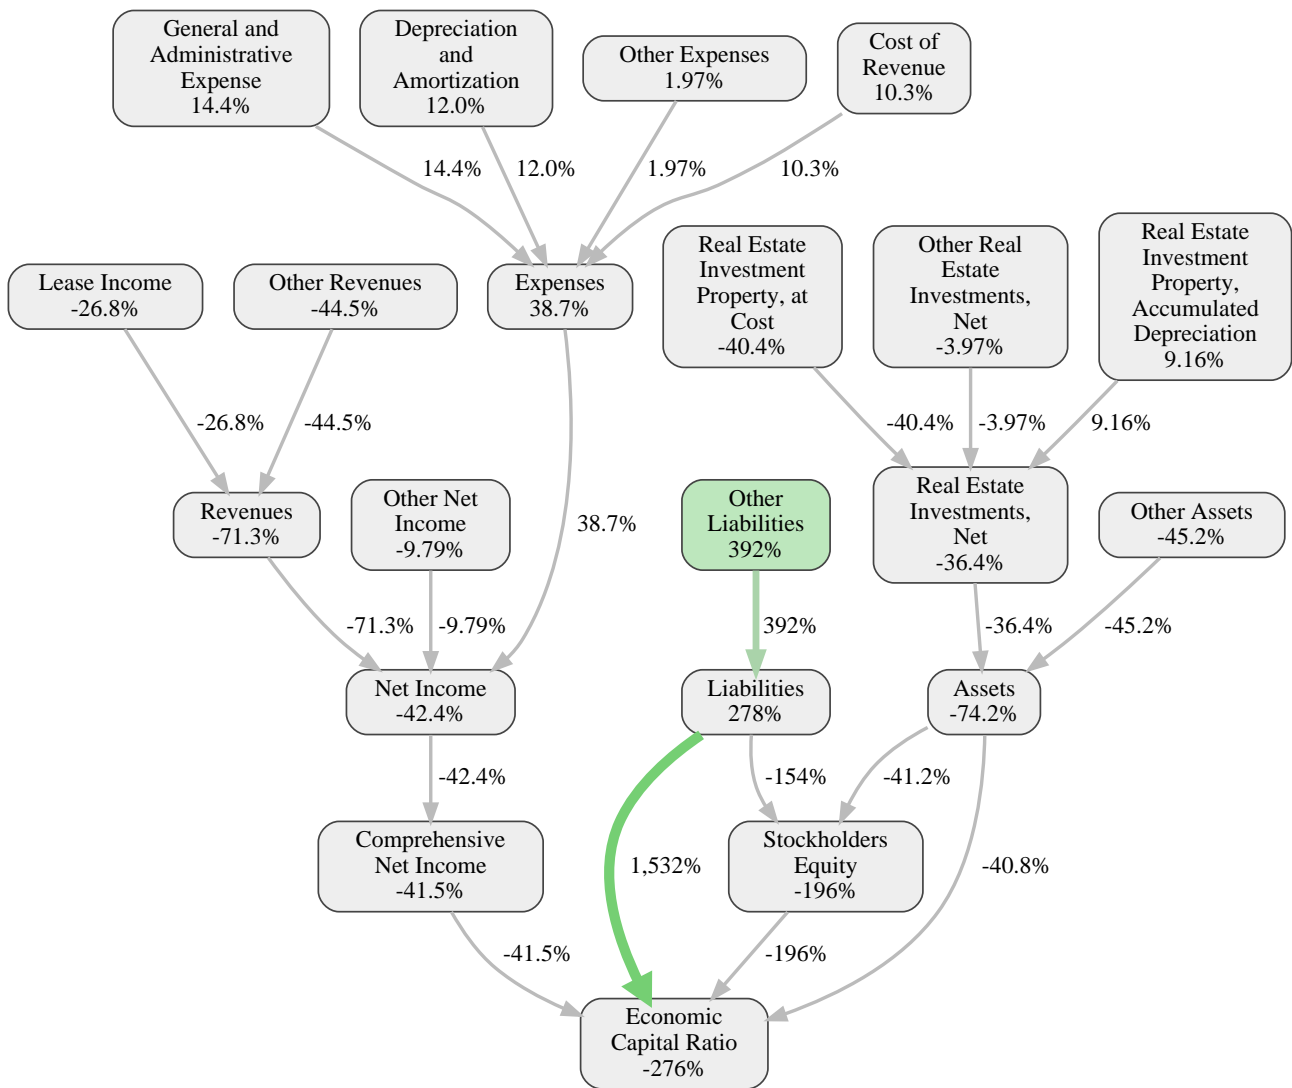 General and
Administrative
Expense
14.4%
Depreciation
and
Amortization
12.0%
Other Expenses
1.97%
Cost of
Revenue
10.3%
14.4%
12.0%
1.97%
10.3%
Lease Income
-26.8%
Other Revenues
-44.5%
Expenses
38.7%
Real Estate
Investment
Property, at
Cost
-40.4%
Other Real
Estate
Investments,
Net
-3.97%
Real Estate
Investment
Property,
Accumulated
Depreciation
9.16%
-26.8%
-44.5%
-40.4%
-3.97%
9.16%
Revenues
-71.3%
Other Net
Income
-9.79%
38.7%
Other
Liabilities
392%
Real Estate
Investments,
Net
-36.4%
Other Assets
-45.2%
-71.3%
-9.79%
392%
-36.4%
-45.2%
Net Income
-42.4%
Liabilities
278%
Assets
-74.2%
-42.4%
-154%
-41.2%
Comprehensive
Net Income
-41.5%
1,532%
Stockholders
Equity
-196%
-40.8%
-41.5%
-196%
Economic
Capital Ratio
-276%